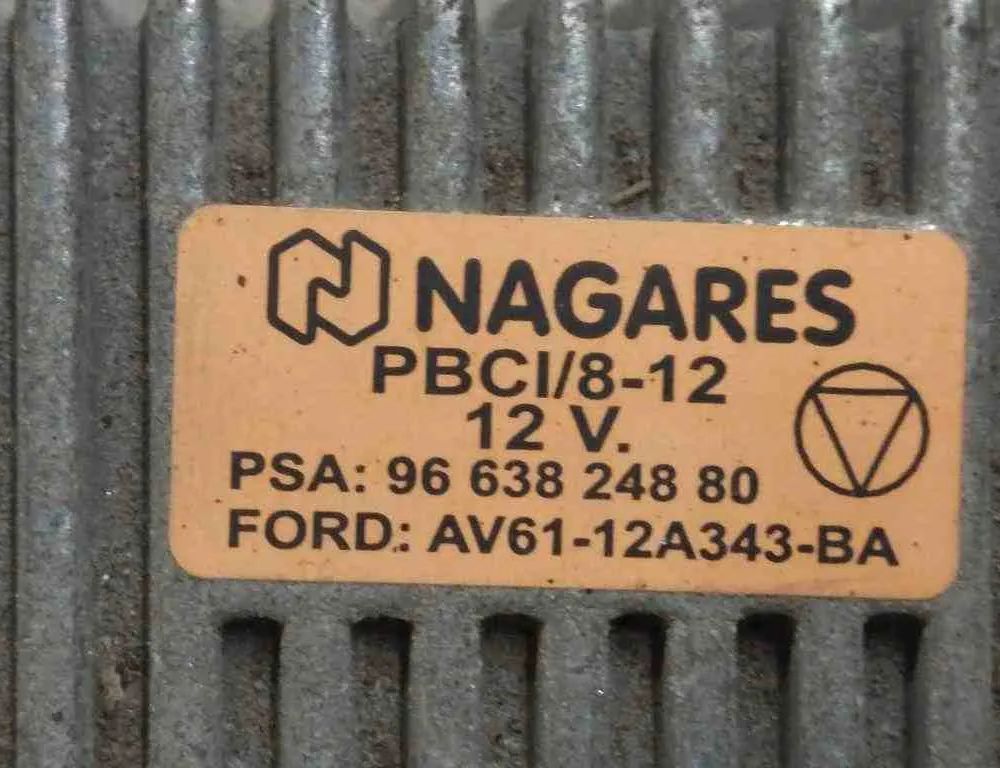 NAGARES
PBCI/8-12
12 V.
PSA: 96 638 248 80
FORD: AV61-12A343-BA